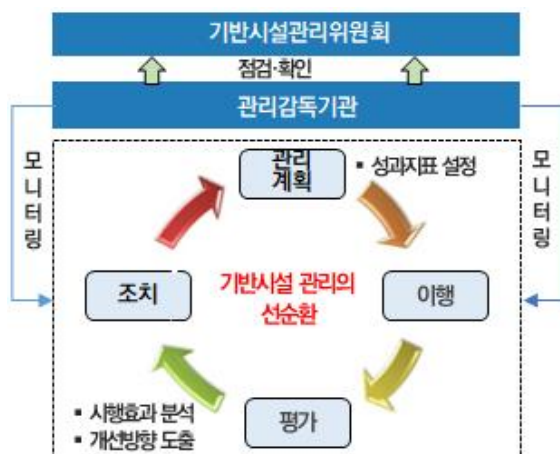 기반시설관리위원회
점검·확인
관리감독기관
모니터링
모니터링
관리
계획
▪ 성과지표 설정
조치
기반시설 관리의
선순환
이행
▪ 시행효과 분석
▪ 개선방향 도출
평가